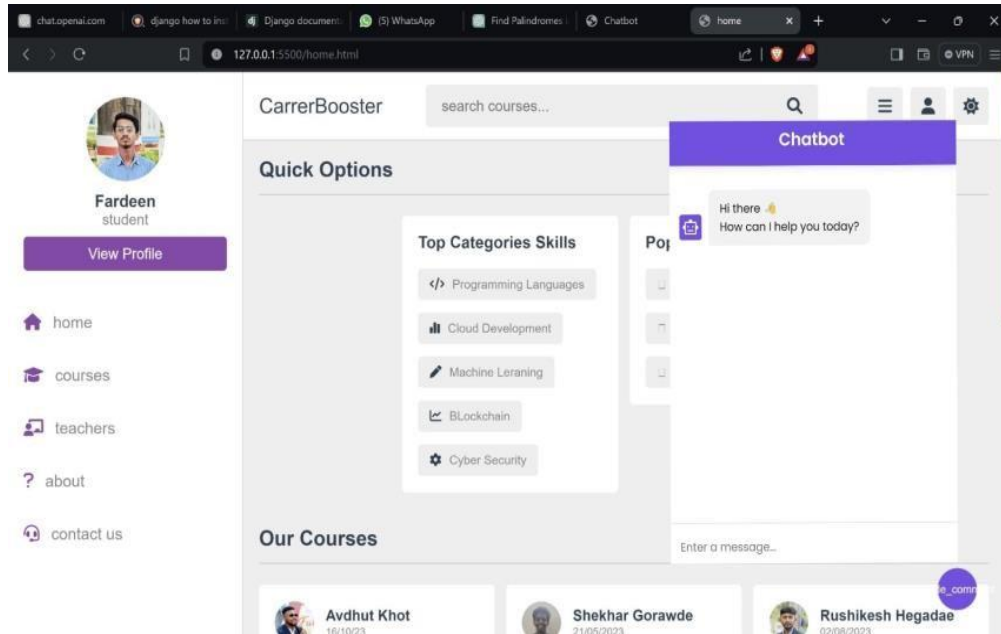 chat.openai.com
django how to inst
Django document
(5) WhatsApp
Find Palindromes i
Chatbot
home
127.0.0.1:5500/home.html
VPN
CarrerBooster
search courses...
Chatbot
Quick Options
Fardeen
student
View Profile
home
courses
teachers
about
contact us
Top Categories Skills
Programming Languages
Cloud Development
Machine Leraning
BLockchain
Cyber Security
Pop
Hi there 👋
How can I help you today?
Enter a message...
Our Courses
Avdhut Khot
16/10/23
Shekhar Gorawde
21/05/2023
Rushikesh Hegadae
02/08/2023